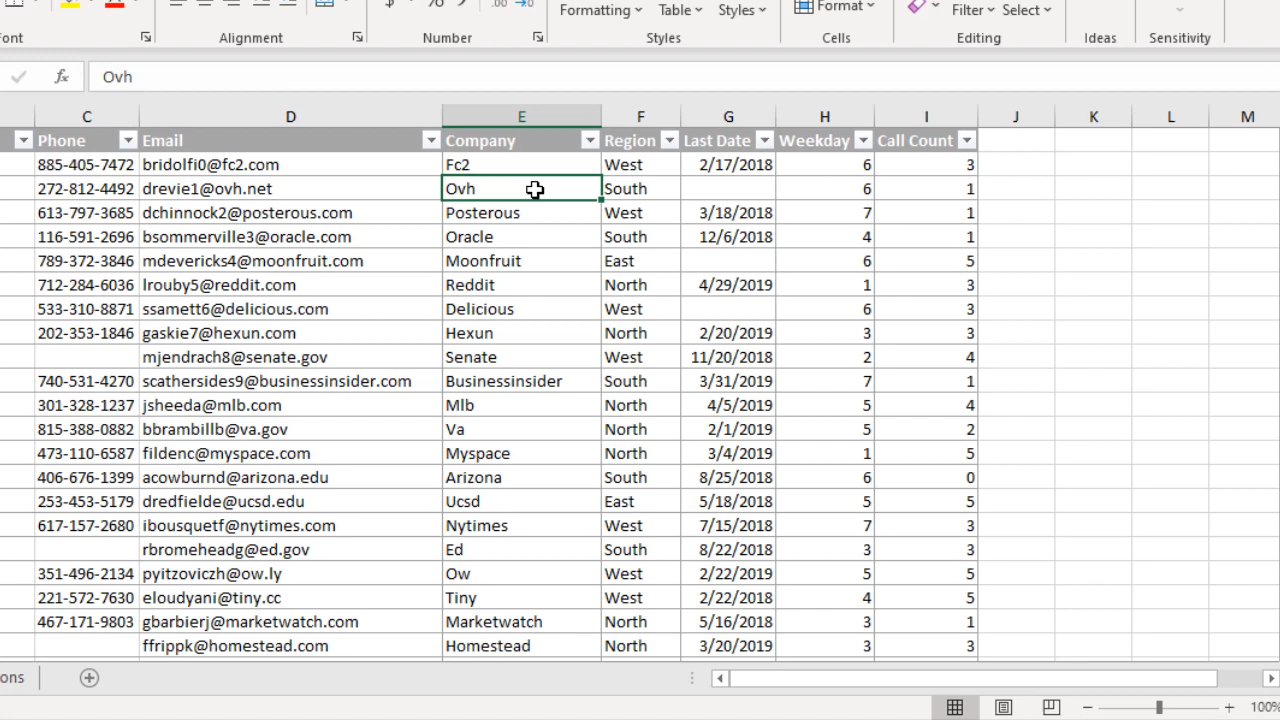 $ % 9 .00 →0
Formatting Table Styles Format Filter Select
Font Alignment Number Styles Cells Editing Ideas Sensitivity
fx Ovh
C D E F G H I J K L M
Phone Email Company Region Last Date Weekday Call Count
885-405-7472 bridolfi0@fc2.com Fc2 West 2/17/2018 6 3
272-812-4492 drevie1@ovh.net Ovh South 6 1
613-797-3685 dchinnock2@posterous.com Posterous West 3/18/2018 7 1
116-591-2696 bsommerville3@oracle.com Oracle South 12/6/2018 4 1
789-372-3846 mdevericks4@moonfruit.com Moonfruit East 6 5
712-284-6036 lrouby5@reddit.com Reddit North 4/29/2019 1 3
533-310-8871 ssamett6@delicious.com Delicious West 6 3
202-353-1846 gaskie7@hexun.com Hexun North 2/20/2019 3 3
mjendrach8@senate.gov Senate West 11/20/2018 2 4
740-531-4270 scathersides9@businessinsider.com Businessinsider South 3/31/2019 7 1
301-328-1237 jsheeda@mlb.com Mlb North 4/5/2019 5 4
815-388-0882 bbrambillb@va.gov Va North 2/1/2019 5 2
473-110-6587 fildenc@myspace.com Myspace North 3/4/2019 1 5
406-676-1399 acowburnd@arizona.edu Arizona South 8/25/2018 6 0
253-453-5179 dredfielde@ucsd.edu Ucsd East 5/18/2018 5 5
617-157-2680 ibousquetf@nytimes.com Nytimes West 7/15/2018 7 3
rbromeheadg@ed.gov Ed South 8/22/2018 3 3
351-496-2134 pyitzoviczh@ow.ly Ow West 2/22/2019 5 5
221-572-7630 eloudyani@tiny.cc Tiny West 2/22/2018 4 5
467-171-9803 gbarbierj@marketwatch.com Marketwatch North 5/16/2018 3 1
ffrippk@homestead.com Homestead North 3/20/2019 3 3
ons
100%